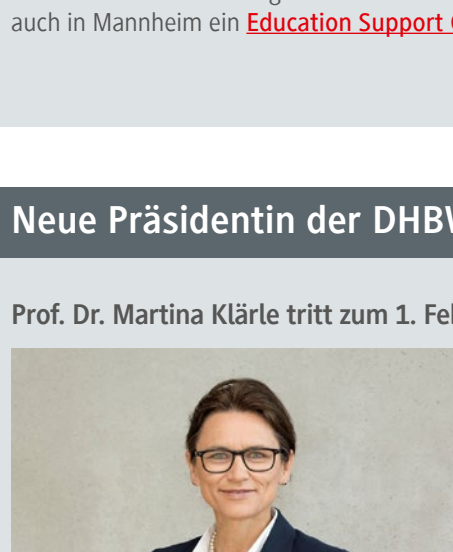 auch in Mannheim ein Education Support
Neue Präsidentin der DHBW
Prof. Dr. Martina Klärle tritt zum 1.